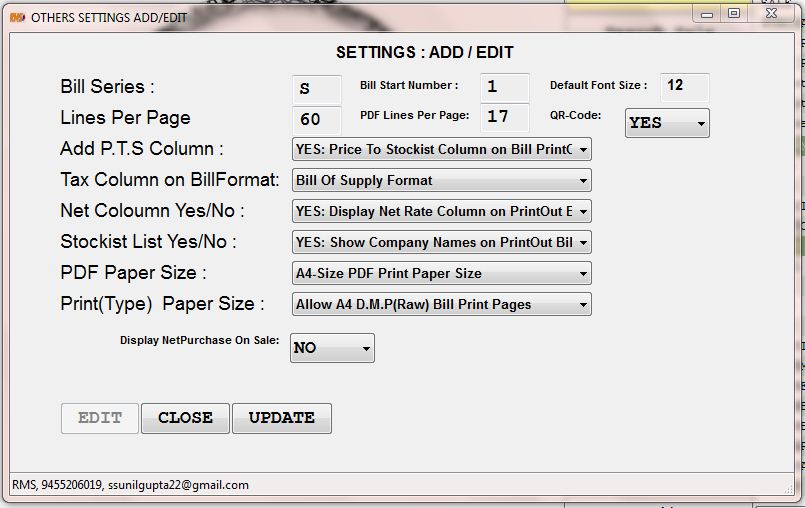 RMS OTHERS SETTINGS ADD/EDIT
SETTINGS : ADD / EDIT
Bill Series : S Bill Start Number : 1 Default Font Size : 12
Lines Per Page 60 PDF Lines Per Page: 17 QR-Code: YES
Add P.T.S Column : YES: Price To Stockist Column on Bill PrintC
Tax Column on BillFormat: Bill Of Supply Format
Net Coloumn Yes/No : YES: Display Net Rate Column on PrintOut E
Stockist List Yes/No : YES: Show Company Names on PrintOut Bil
PDF Paper Size : A4-Size PDF Print Paper Size
Print(Type) Paper Size : Allow A4 D.M.P(Raw) Bill Print Pages
Display NetPurchase On Sale: NO
EDIT CLOSE UPDATE
RMS, 9455206019, ssunilgupta22@gmail.com